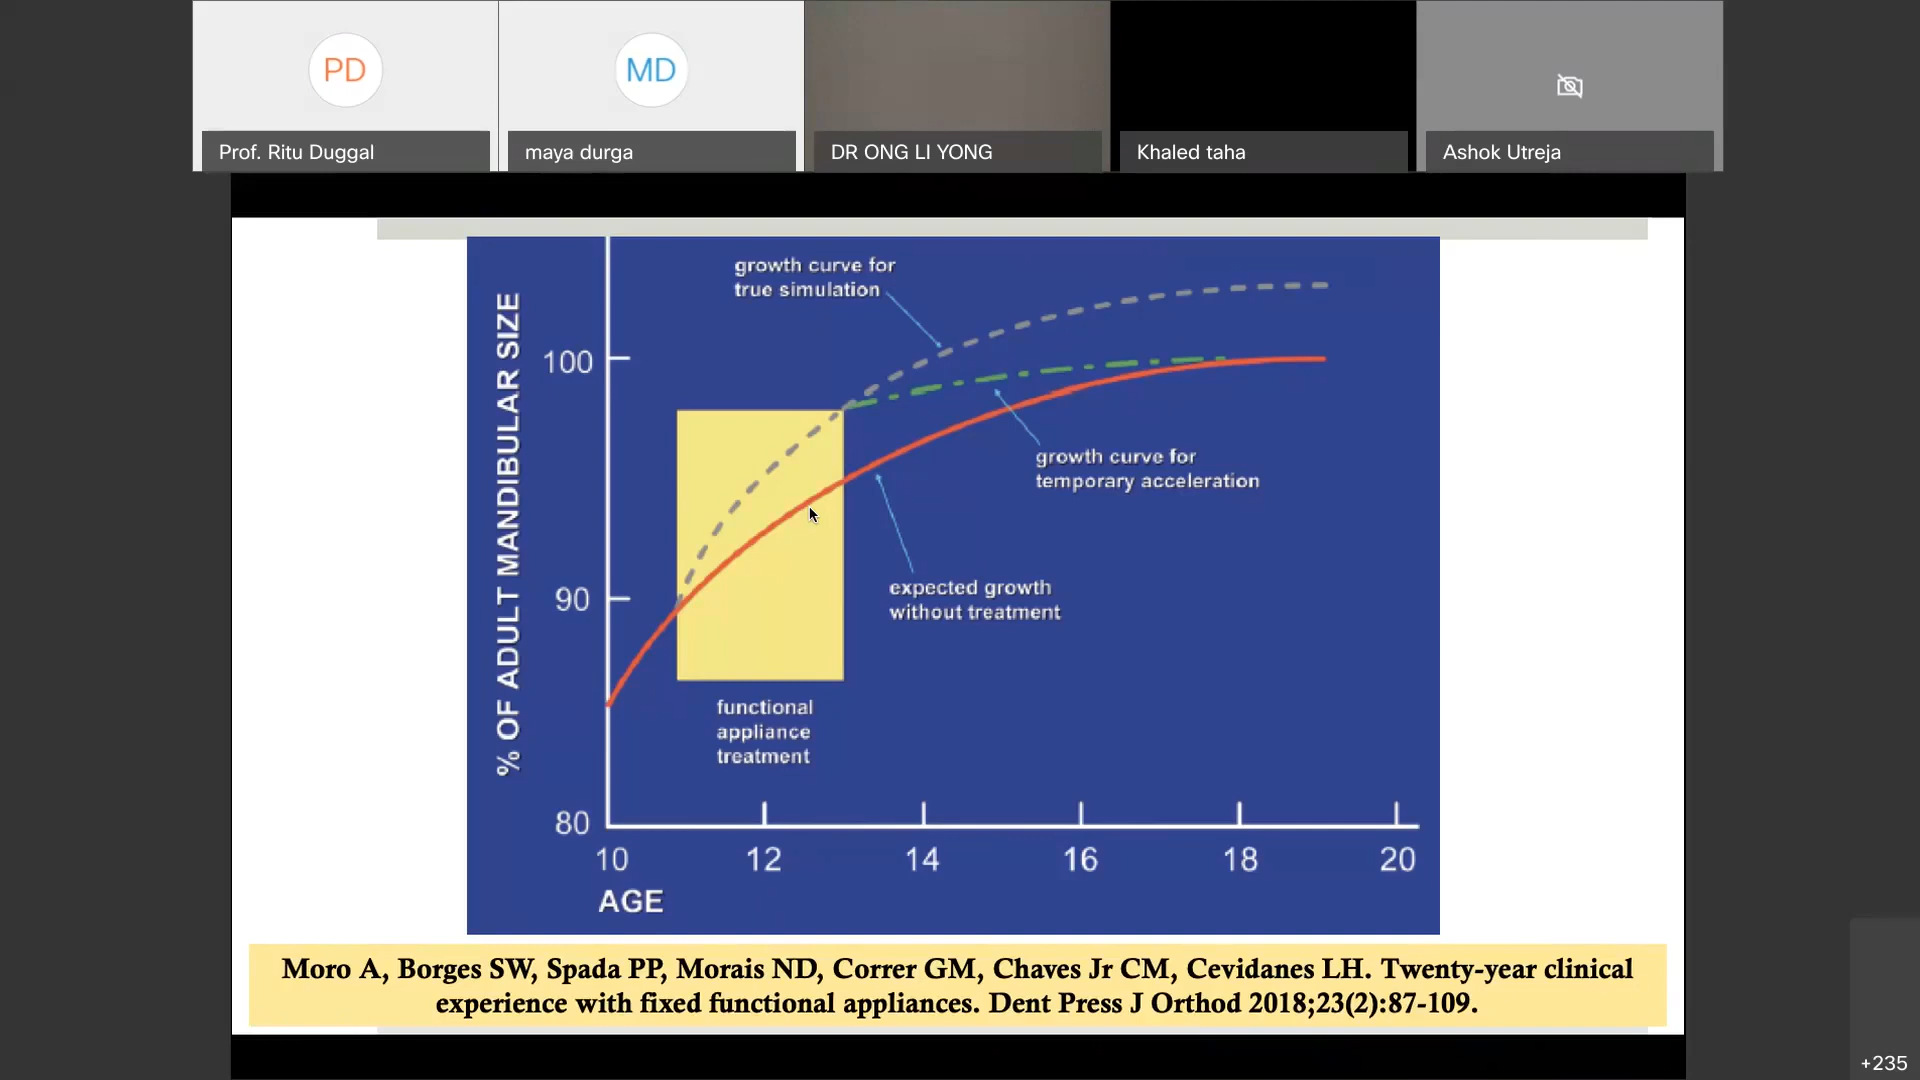 PD
MD
Prof. Ritu Duggal
maya durga
DR ONG LI YONG
Khaled taha
Ashok Utreja
growth curve for
true simulation
% OF ADULT MANDIBULAR SIZE
100
growth curve for
temporary acceleration
90
expected growth
without treatment
functional
appliance
treatment
80
10
12
14
16
18
20
AGE
Moro A, Borges SW, Spada PP, Morais ND, Correr GM, Chaves Jr CM, Cevidanes LH. Twenty-year clinical
experience with fixed functional appliances. Dent Press J Orthod 2018;23(2):87-109.
+235